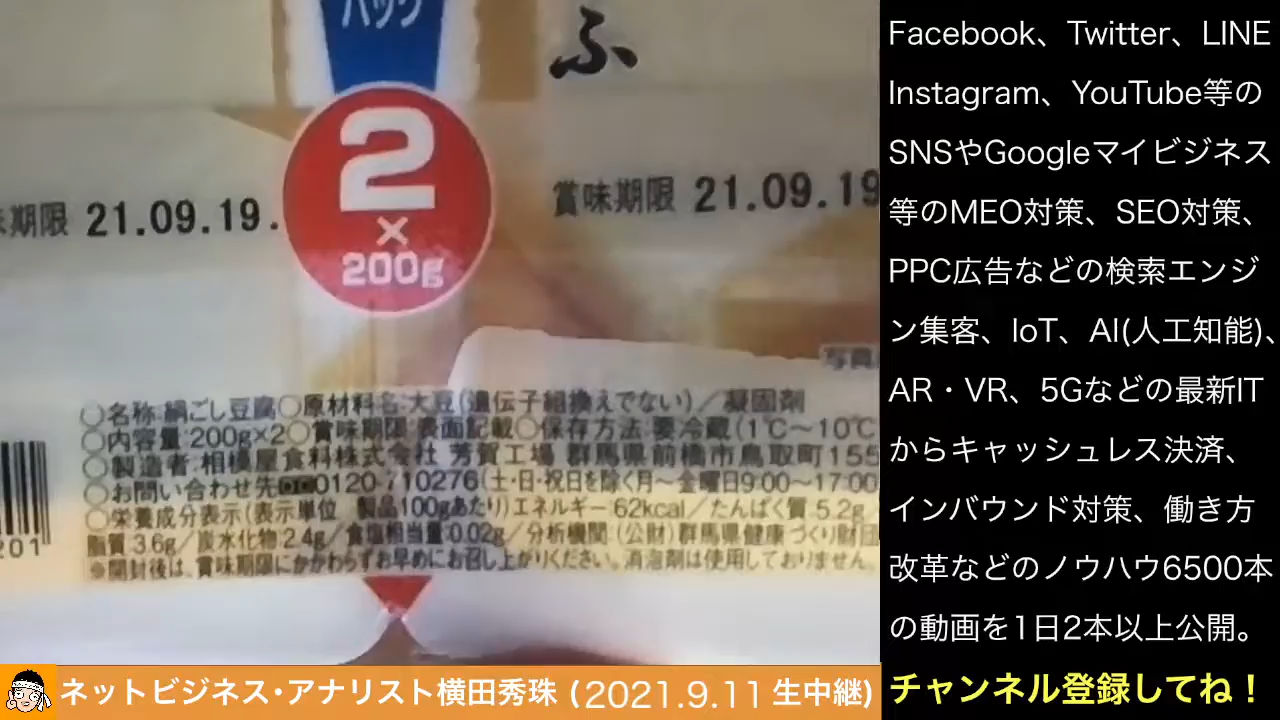 パック
ふ
2
×
200g
味期限 21.09.19.
賞味期限 21.09.19
写真
○名称:絹ごし豆腐○原材料名:大豆(遺伝子組換えでない)／凝固剤
○内容量:200g×2○賞味期限:表面記載○保存方法:要冷蔵(1℃～10℃
○製造者:相模屋食料株式会社 芳賀工場 群馬県前橋市鳥取町155
○お問い合わせ先 0120-710276(土・日・祝日を除く月～金曜日9:00～17:00
○栄養成分表示(表示単位 製品100gあたり)エネルギー:62kcal／たんぱく質:5.2g／
脂質:3.6g／炭水化物:2.4g／食塩相当量:0.02g／分析機関:(公財)群馬県健康づくり財団
※開封後は、賞味期限にかかわらずお早めにお召し上がりください。消泡剤は使用しておりません。
201
ネットビジネス・アナリスト横田秀珠 (2021.9.11 生中継)
Facebook、Twitter、LINE
Instagram、YouTube等の
SNSやGoogleマイビジネス
等のMEO対策、SEO対策、
PPC広告などの検索エンジ
ン集客、IoT、AI(人工知能)、
AR・VR、5Gなどの最新IT
からキャッシュレス決済、
インバウンド対策、働き方
改革などのノウハウ6500本
の動画を1日2本以上公開。
チャンネル登録してね！